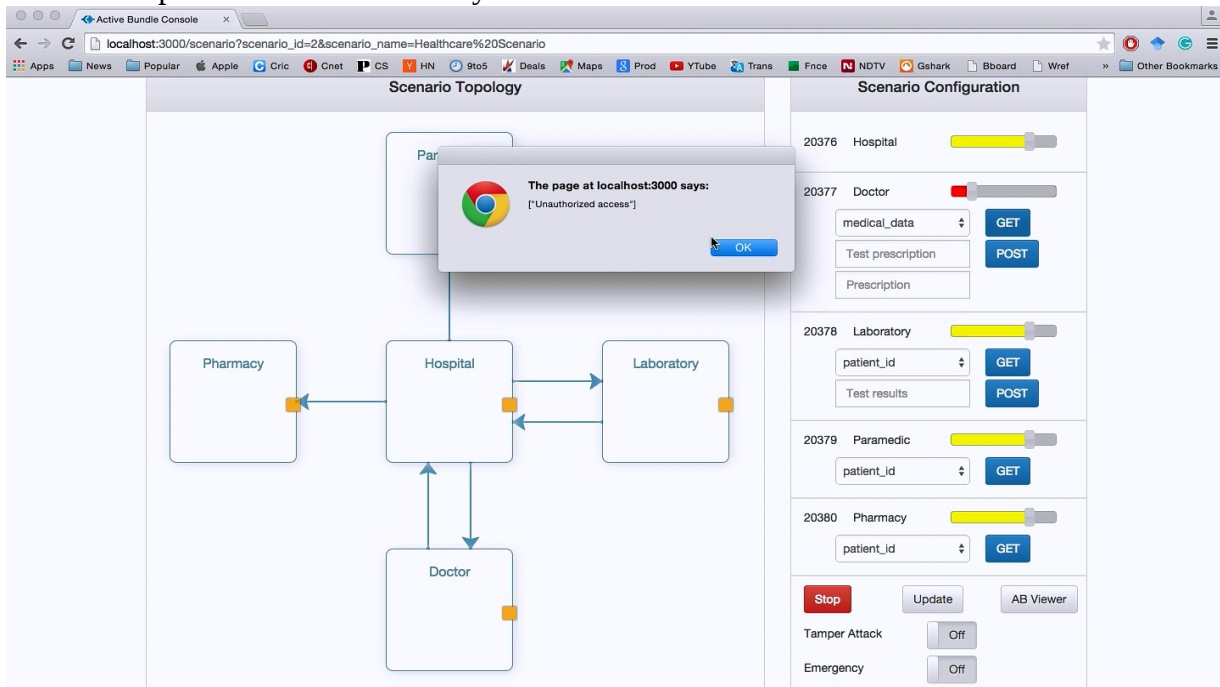 Active Bundle Console
localhost:3000/scenario?scenario_id=2&scenario_name=Healthcare%20Scenario
Apps News Popular Apple Cric Cnet CS HN 9to5 Deals Maps Prod YTube Trans Fnce NDTV Gshark Bboard Wref » Other Bookmarks
Scenario Topology
Scenario Configuration
The page at localhost:3000 says:
["Unauthorized access"]
OK
Pharmacy
Hospital
Laboratory
Doctor
20376 Hospital
20377 Doctor
medical_data GET
Test prescription POST
Prescription
20378 Laboratory
patient_id GET
Test results POST
20379 Paramedic
patient_id GET
20380 Pharmacy
patient_id GET
Stop Update AB Viewer
Tamper Attack Off
Emergency Off